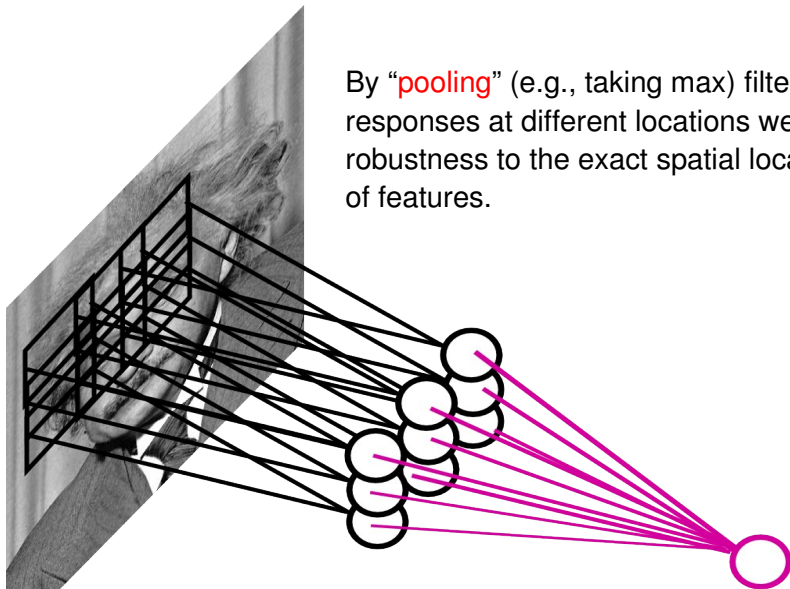 By “pooling” (e.g., taking max) filte
responses at different locations we
robustness to the exact spatial loca
of features.